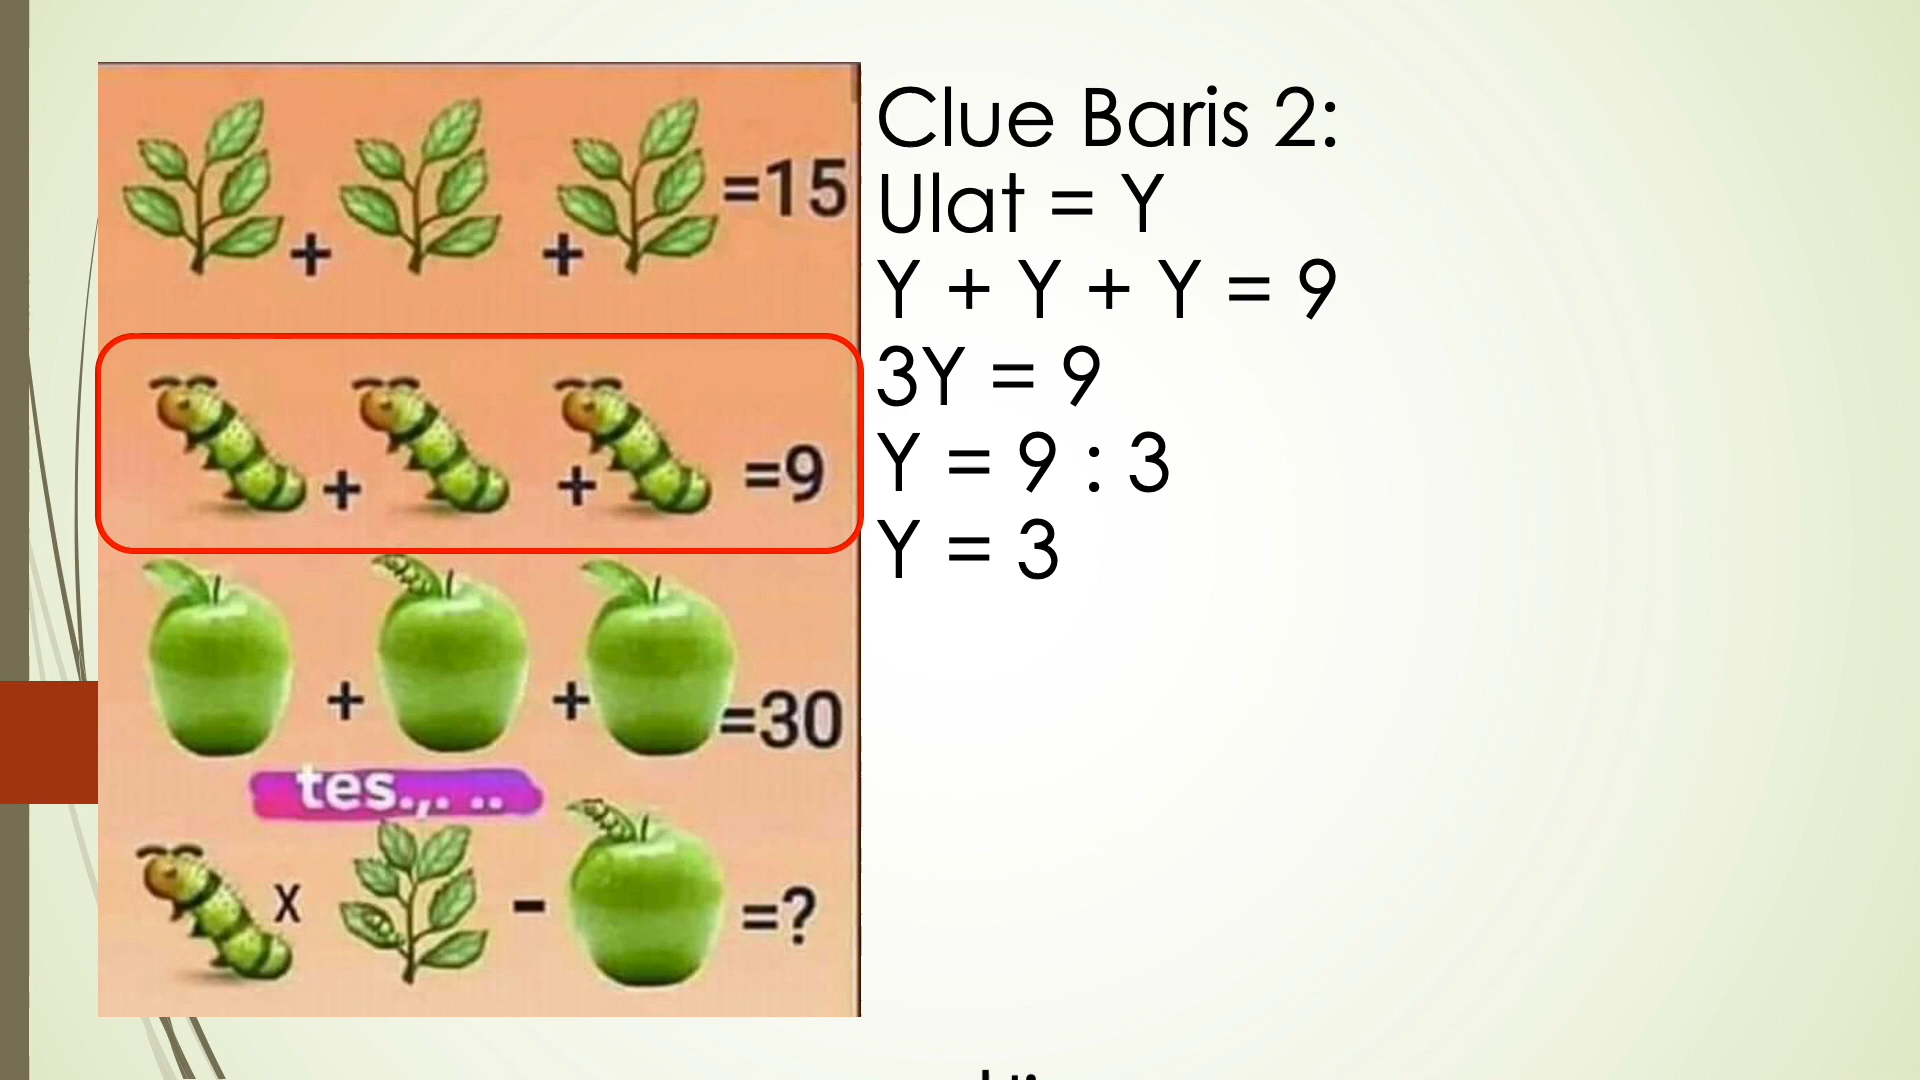 + + =15
+ + =9
+ + =30
tes.,. ..
x - =?
Clue Baris 2:
Ulat = Y
Y + Y + Y = 9
3Y = 9
Y = 9 : 3
Y = 3